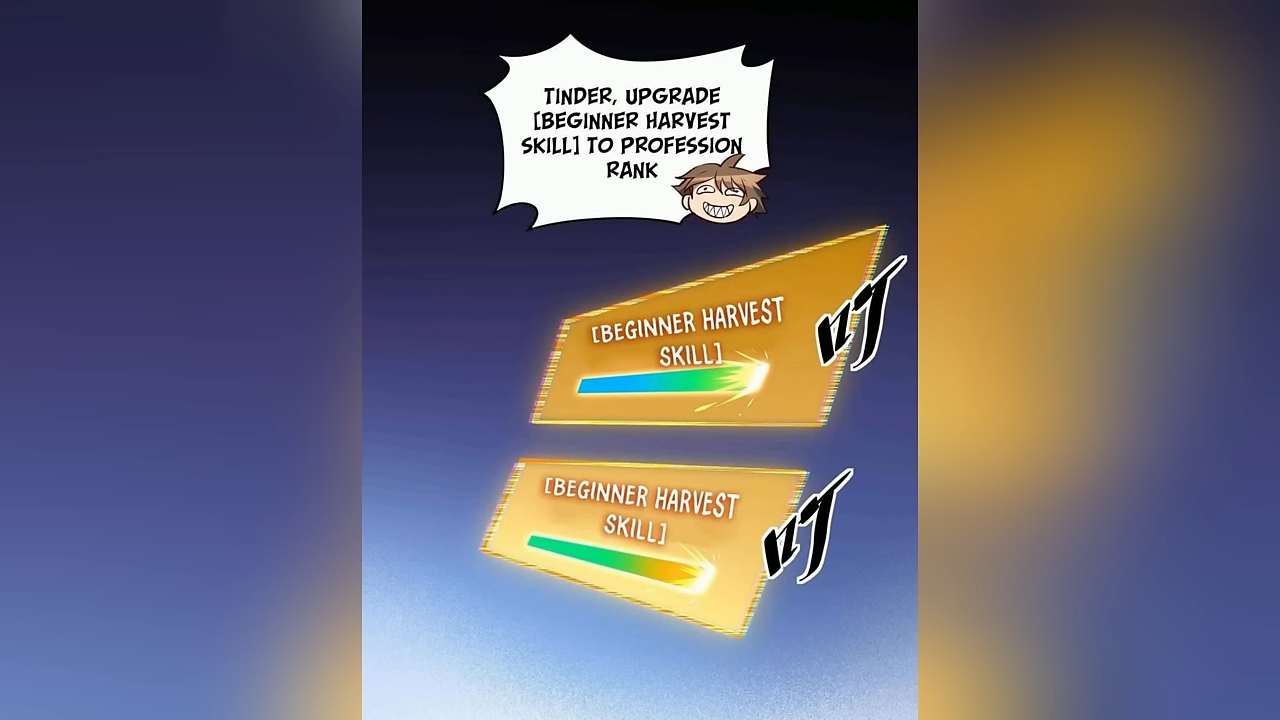 TINDER, UPGRADE
[BEGINNER HARVEST
SKILL] TO PROFESSION
RANK
[BEGINNER HARVEST
SKILL]
[BEGINNER HARVEST
SKILL]